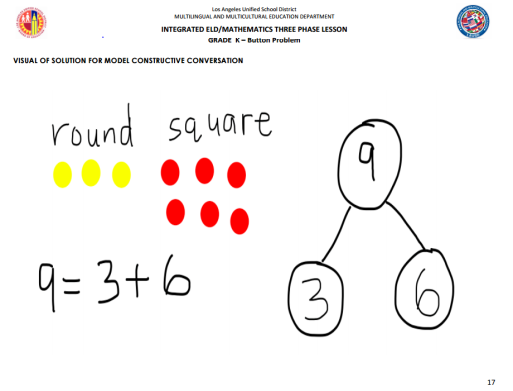 Los Angeles Unified School District
MULTILINGUAL AND MULTICULTURAL EDUCATION DEPARTMENT
INTEGRATED ELD/MATHEMATICS THREE PHASE LESSON
GRADE K – Button Problem
VISUAL OF SOLUTION FOR MODEL CONSTRUCTIVE CONVERSATION
round square
9
9 = 3 + 6
3 6
17